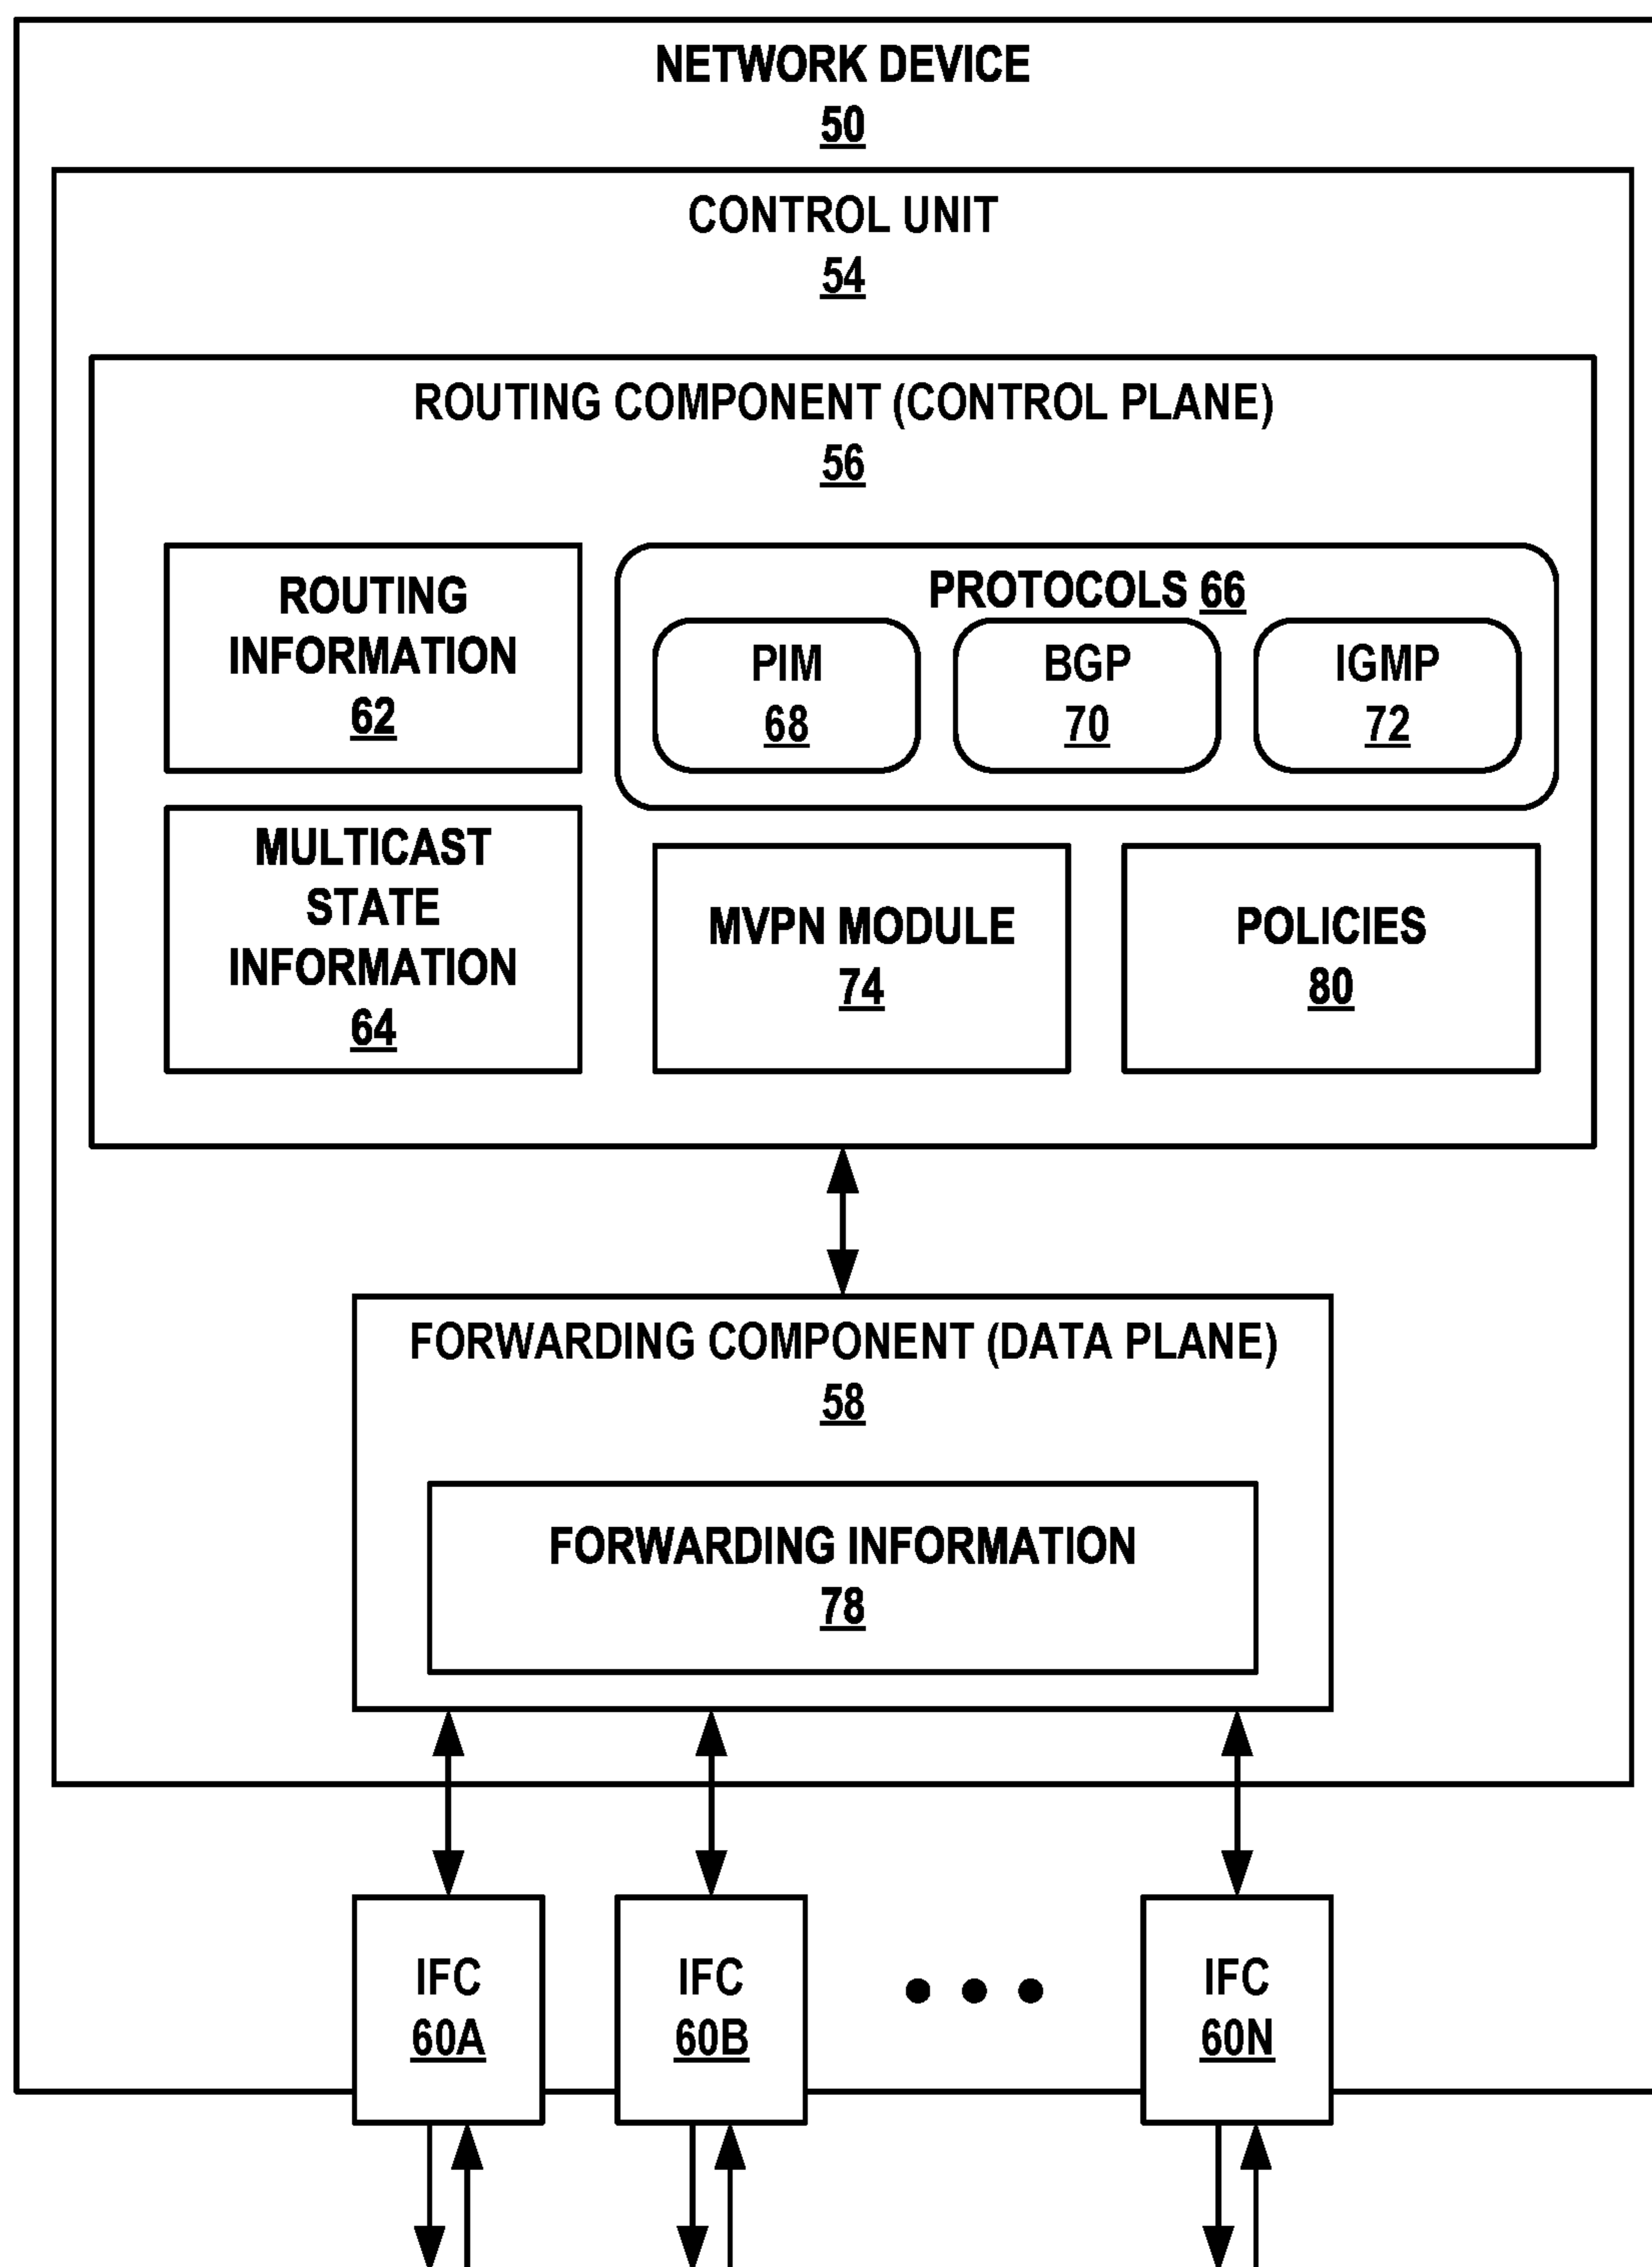 NETWORK DEVICE
50
CONTROL UNIT
54
ROUTING COMPONENT (CONTROL PLANE)
56
ROUTING
INFORMATION
62
PROTOCOLS 66
PIM
68
BGP
70
IGMP
72
MULTICAST
STATE
INFORMATION
64
MVPN MODULE
74
POLICIES
80
FORWARDING COMPONENT (DATA PLANE)
58
FORWARDING INFORMATION
78
IFC
60A
IFC
60B
IFC
60N